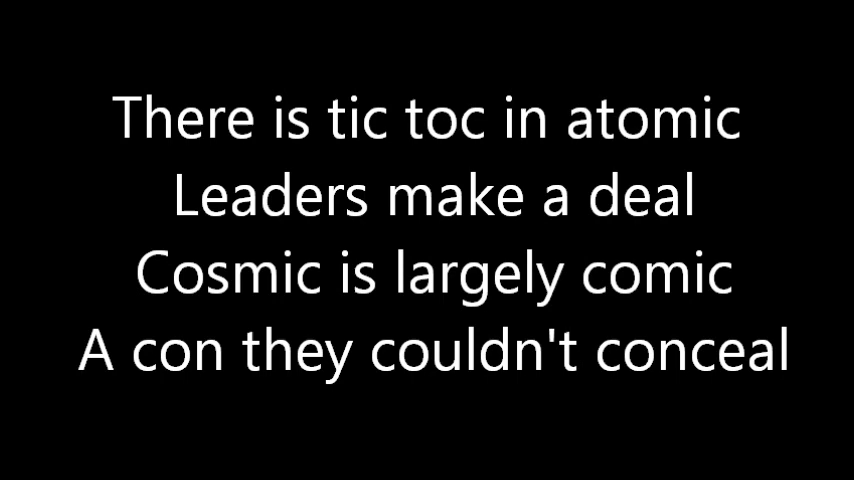 There is tic toc in atomic
Leaders make a deal
Cosmic is largely comic
A con they couldn't conceal